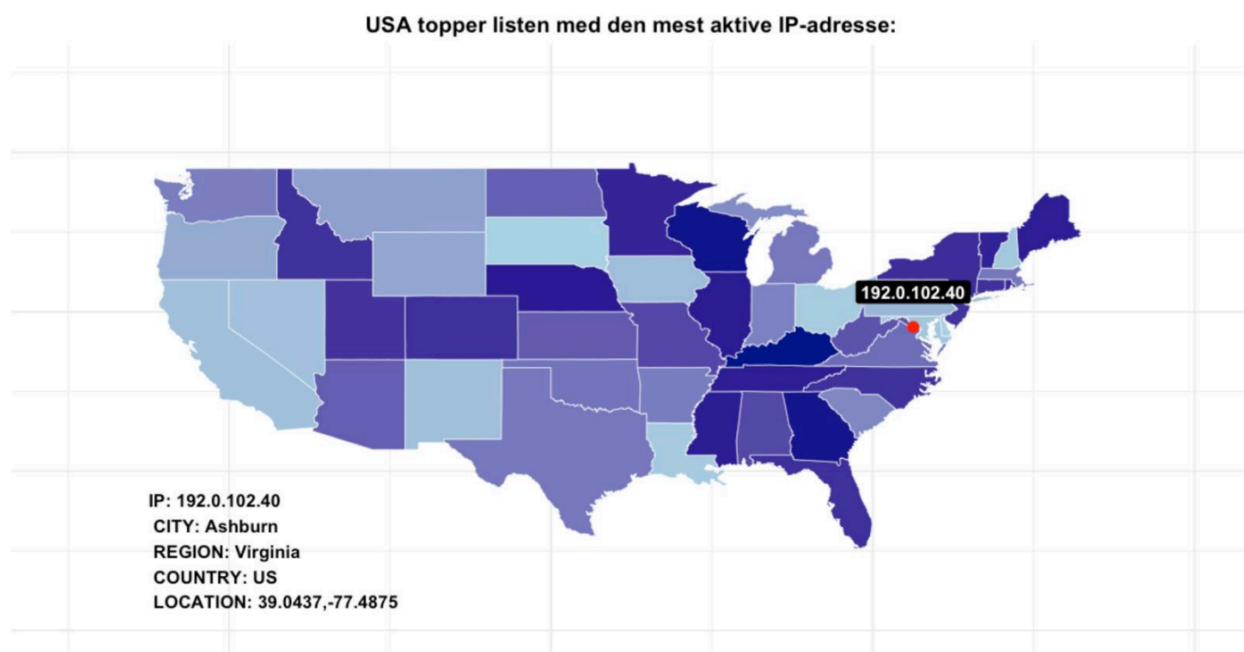 USA topper listen med den mest aktive IP-adresse:
192.0.102.40
IP: 192.0.102.40
CITY: Ashburn
REGION: Virginia
COUNTRY: US
LOCATION: 39.0437,-77.4875